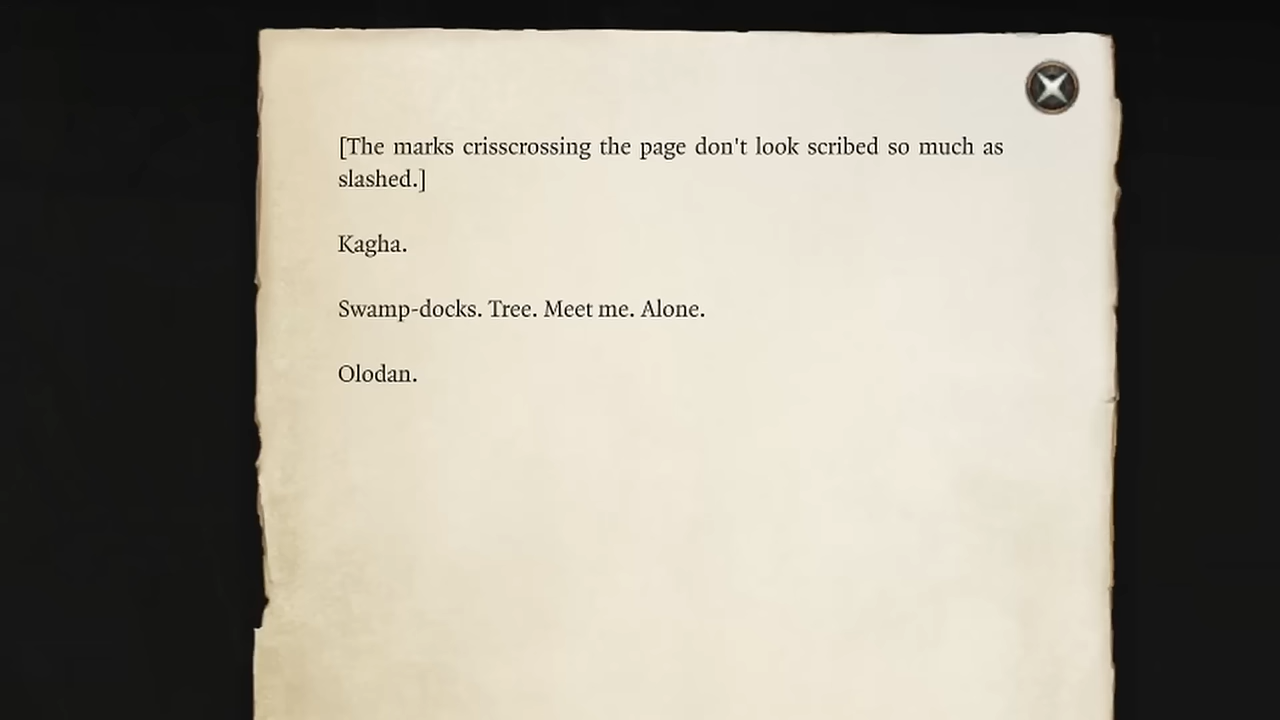 [The marks crisscrossing the page don't look scribed so much as
slashed.]
Kagha.
Swamp-docks. Tree. Meet me. Alone.
Olodan.